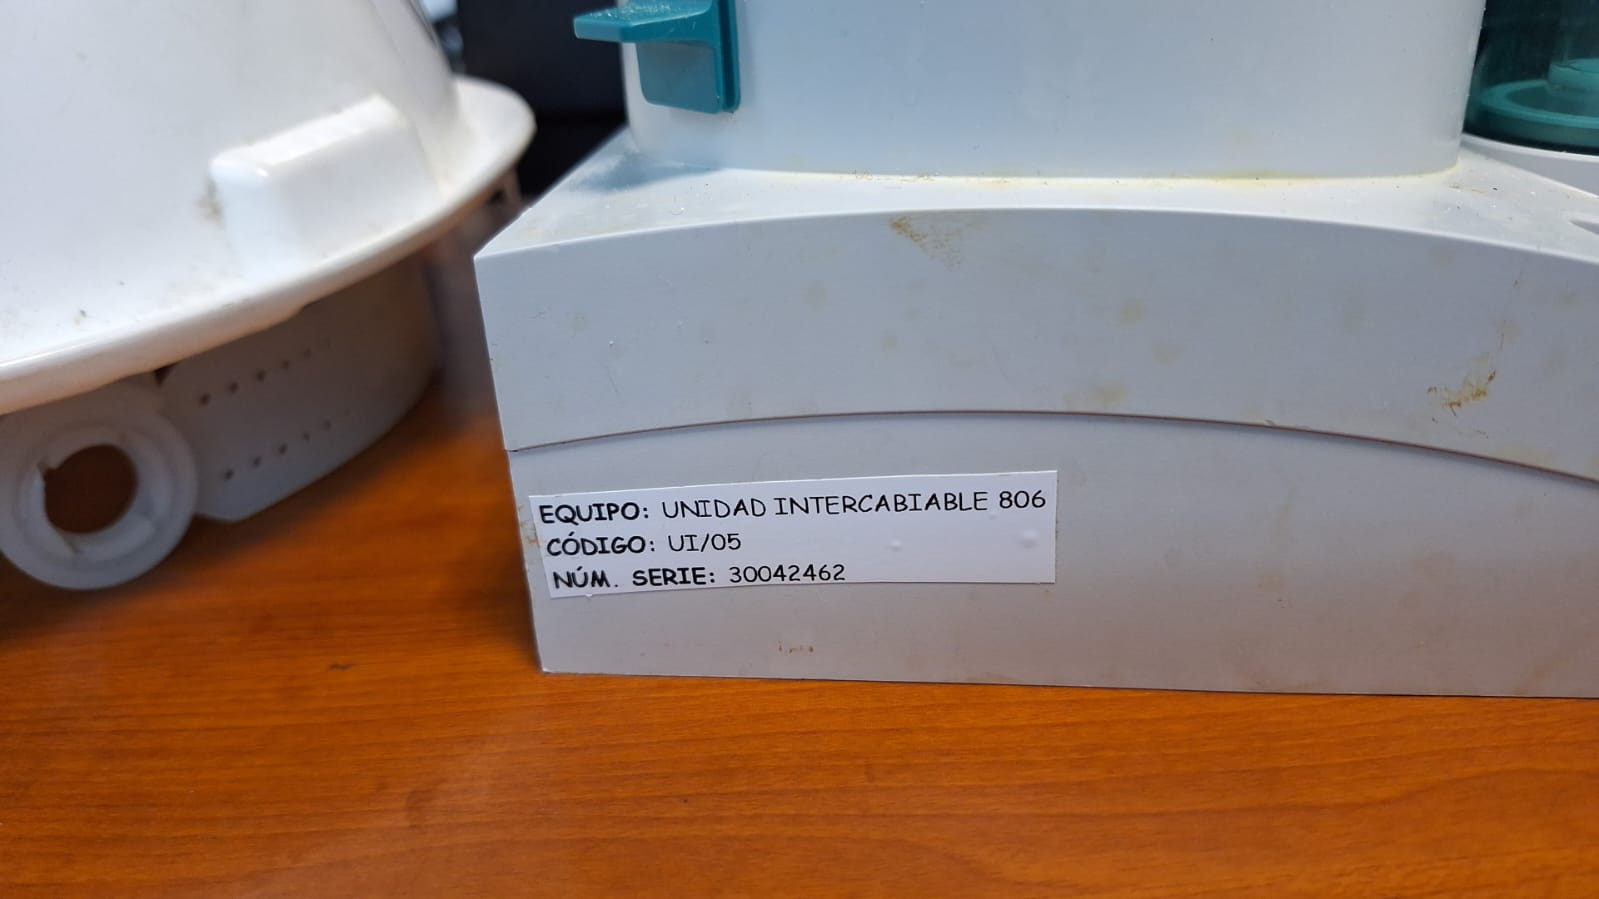 EQUIPO: UNIDAD INTERCABIABLE 806
CÓDIGO: UI/05
NÚM. SERIE: 30042462